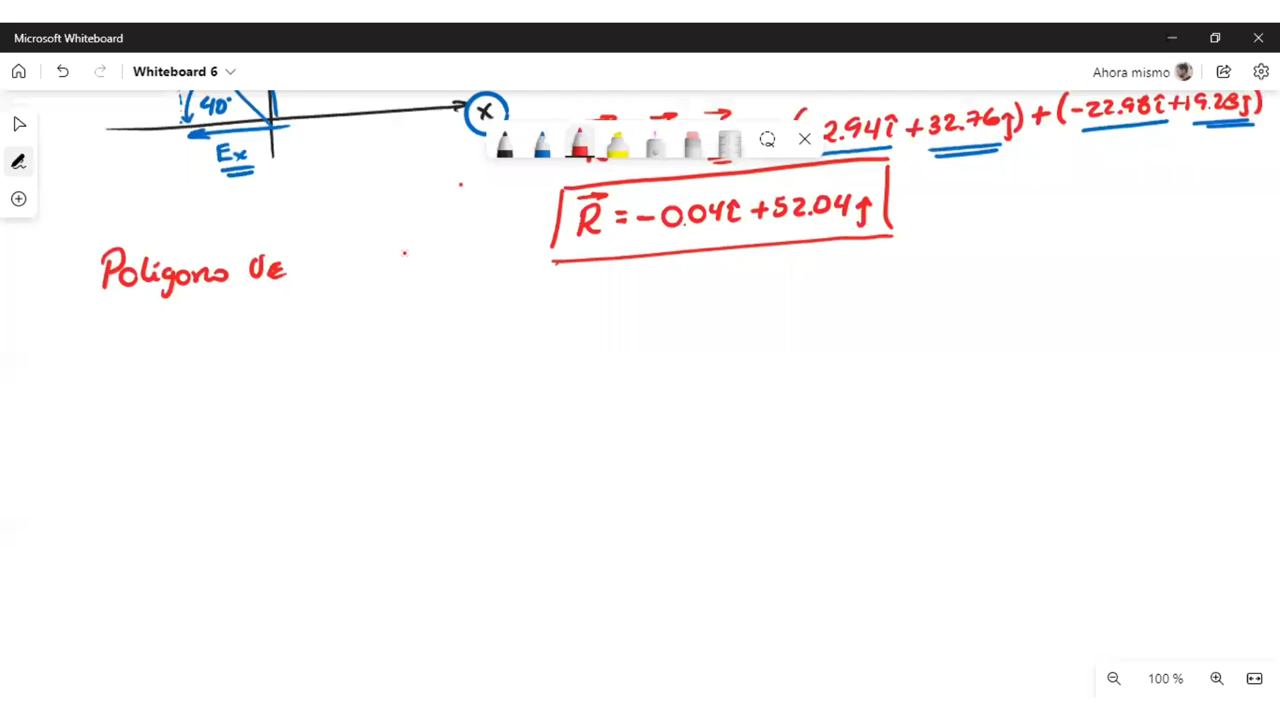 Microsoft Whiteboard
Whiteboard 6
Ahora mismo
40°
Ex
x
2.94î + 32.76ĵ) + (-22.98î + 19.28ĵ)
R = -0.04î + 52.04ĵ
Polígono de
100 %